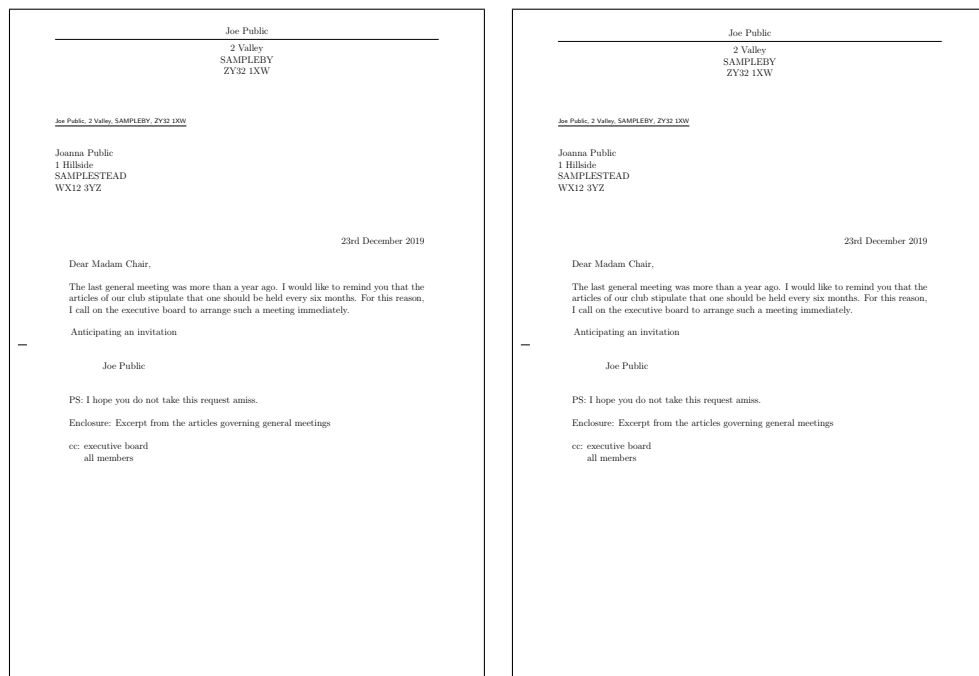 Joe Public
2 Valley
SAMPLEBY
ZY32 1XW
Joe Public, 2 Valley, SAMPLEBY, ZY32 1XW
Joanna Public
1 Hillside
SAMPLESTEAD
WX12 3YZ
23rd December 2019
Dear Madam Chair,
The last general meeting was more than a year ago. I would like to remind you that the
articles of our club stipulate that one should be held every six months. For this reason,
I call on the executive board to arrange such a meeting immediately.
Anticipating an invitation
Joe Public
PS: I hope you do not take this request amiss.
Enclosure: Excerpt from the articles governing general meetings
cc: executive board
all members
Joe Public
2 Valley
SAMPLEBY
ZY32 1XW
Joe Public, 2 Valley, SAMPLEBY, ZY32 1XW
Joanna Public
1 Hillside
SAMPLESTEAD
WX12 3YZ
23rd December 2019
Dear Madam Chair,
The last general meeting was more than a year ago. I would like to remind you that the
articles of our club stipulate that one should be held every six months. For this reason,
I call on the executive board to arrange such a meeting immediately.
Anticipating an invitation
Joe Public
PS: I hope you do not take this request amiss.
Enclosure: Excerpt from the articles governing general meetings
cc: executive board
all members